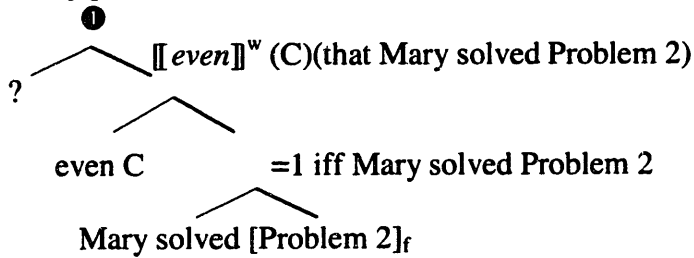 ❶
⟦even⟧ʷ (C)(that Mary solved Problem 2)
?
even C =1 iff Mary solved Problem 2
Mary solved [Problem 2]f